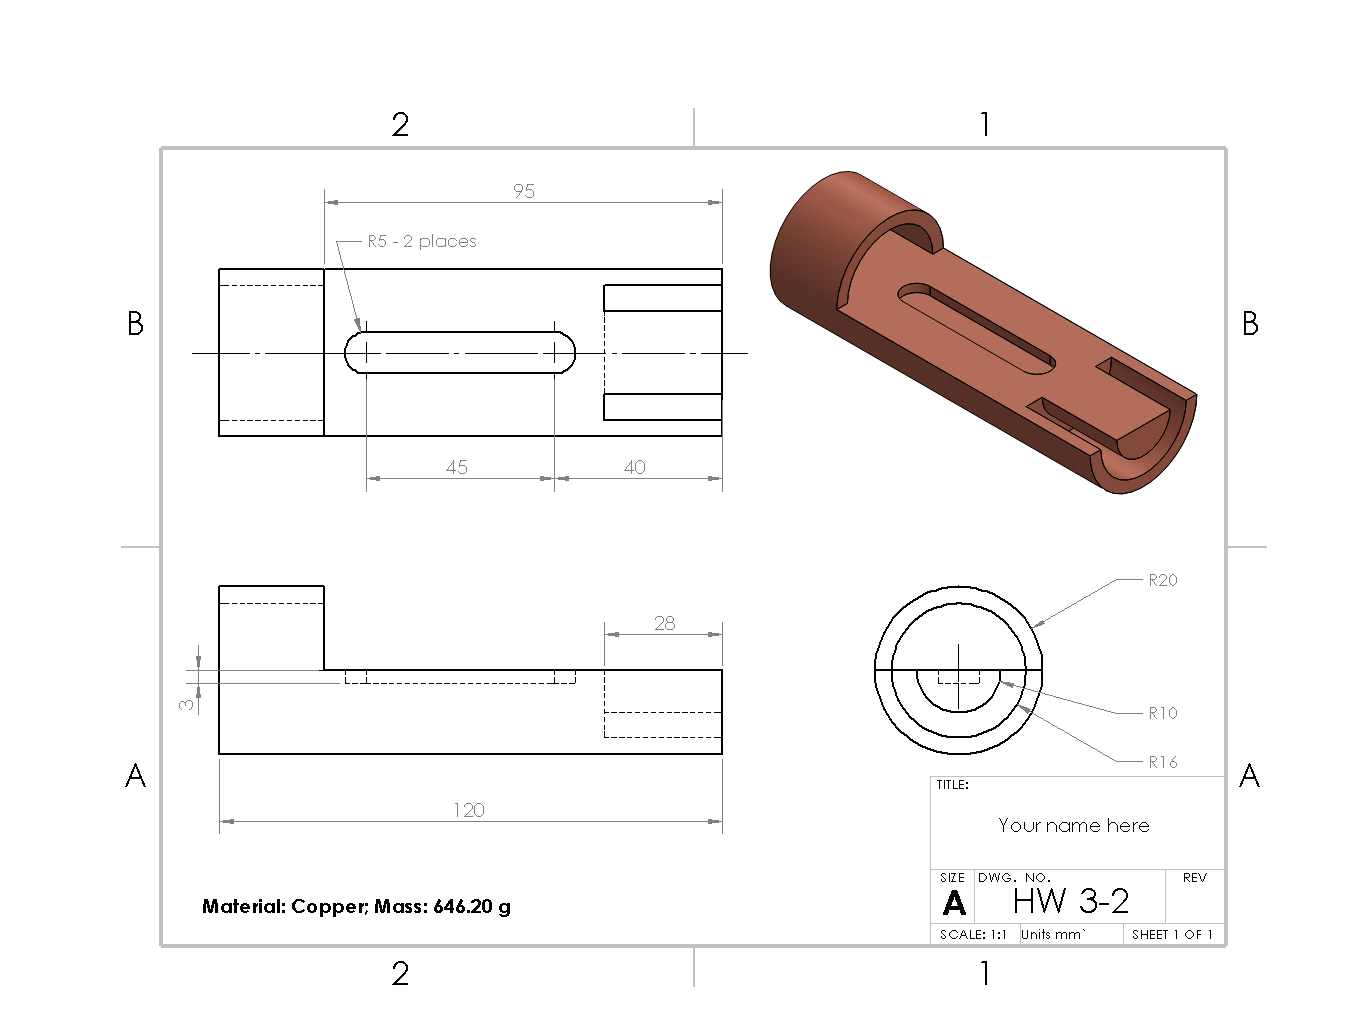 2
1
95
R5 - 2 places
B
B
45
40
R20
28
3
R10
R16
A
A
TITLE:
120
Your name here
SIZE
DWG. NO.
REV
Material: Copper; Mass: 646.20 g
A
HW 3-2
SCALE: 1:1
Units mm`
SHEET 1 OF 1
2
1